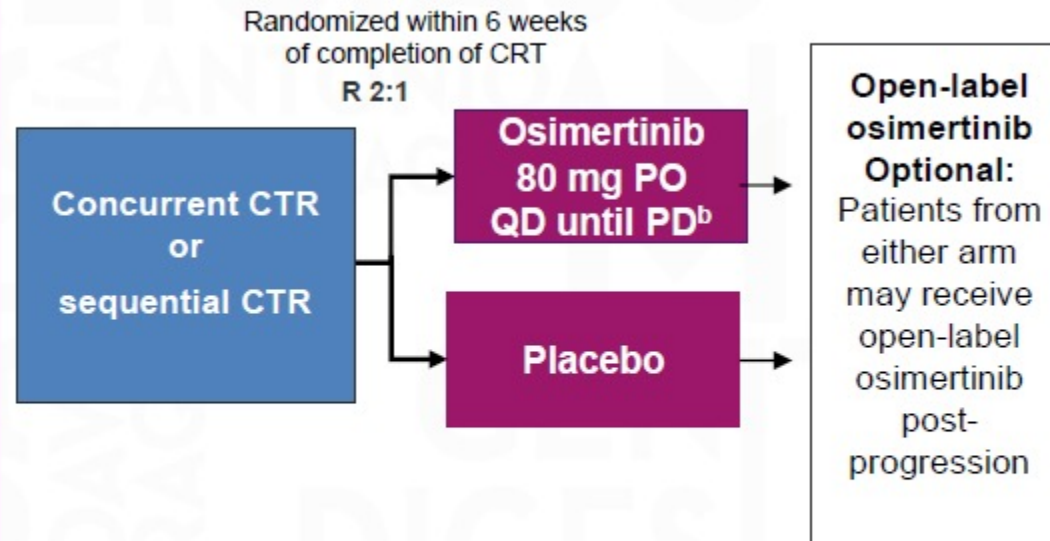 Randomized within 6 weeks
of completion of CRT
R 2:1
Concurrent CTR
or
sequential CTR
Osimertinib
80 mg PO
QD until PDᵇ
Placebo
Open-label
osimertinib
Optional:
Patients from
either arm
may receive
open-label
osimertinib
post-
progression